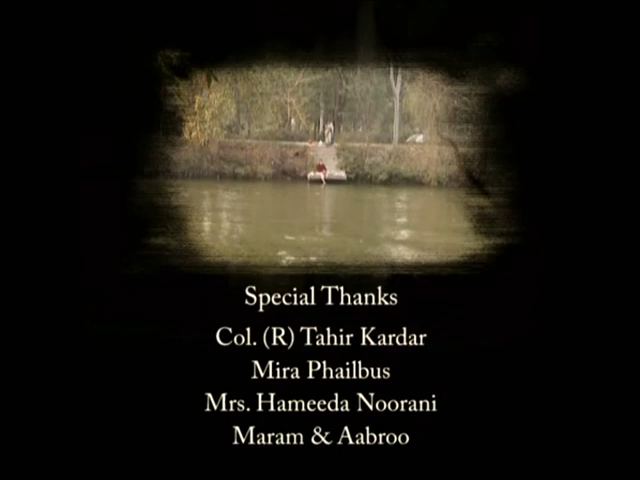 Special Thanks
Col. (R) Tahir Kardar
Mira Phailbus
Mrs. Hameeda Noorani
Maram & Aabroo